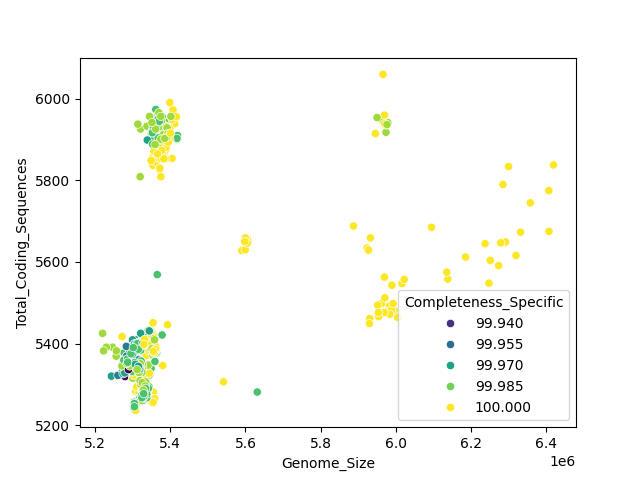 6000
5800
5600
5400
5200
Total_Coding_Sequences
Completeness_Specific
99.940
99.955
99.970
99.985
100.000
5.2 5.4 5.6 5.8 6.0 6.2 6.4
1e6
Genome_Size